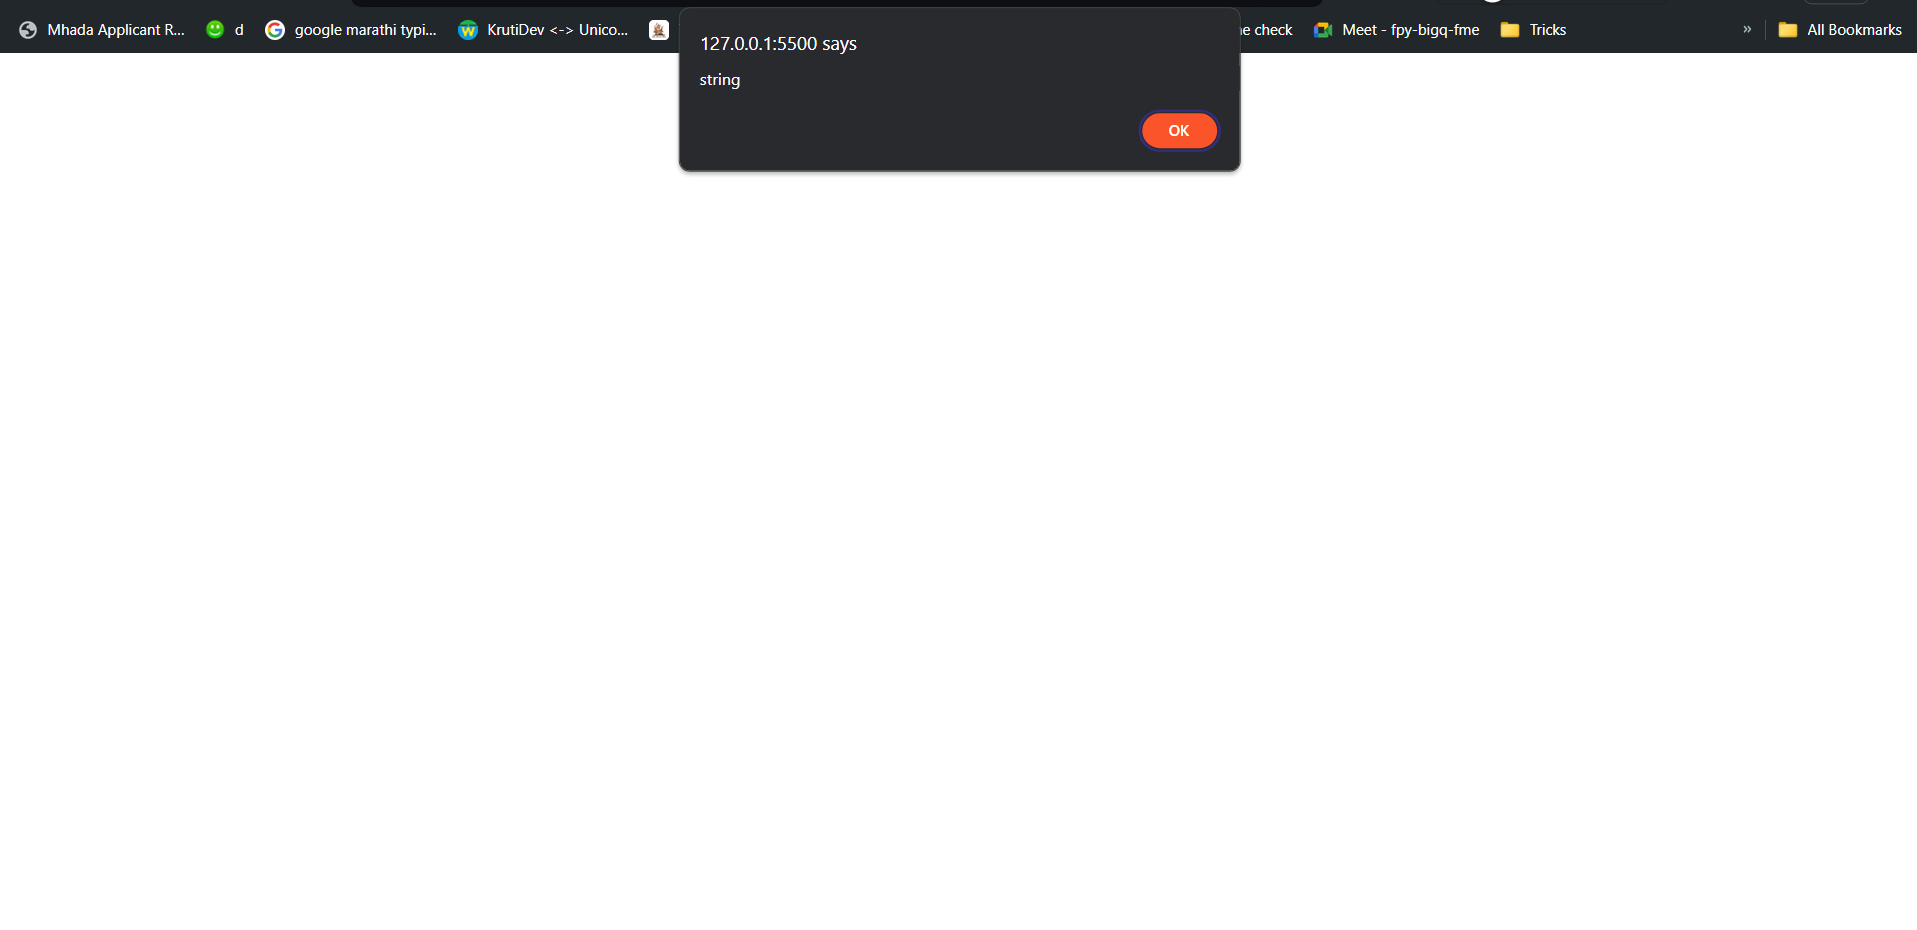 Mhada Applicant R...
d
google marathi typi...
KrutiDev <-> Unico...
check
Meet - fpy-bigq-fme
Tricks
»
All Bookmarks
127.0.0.1:5500 says
string
OK